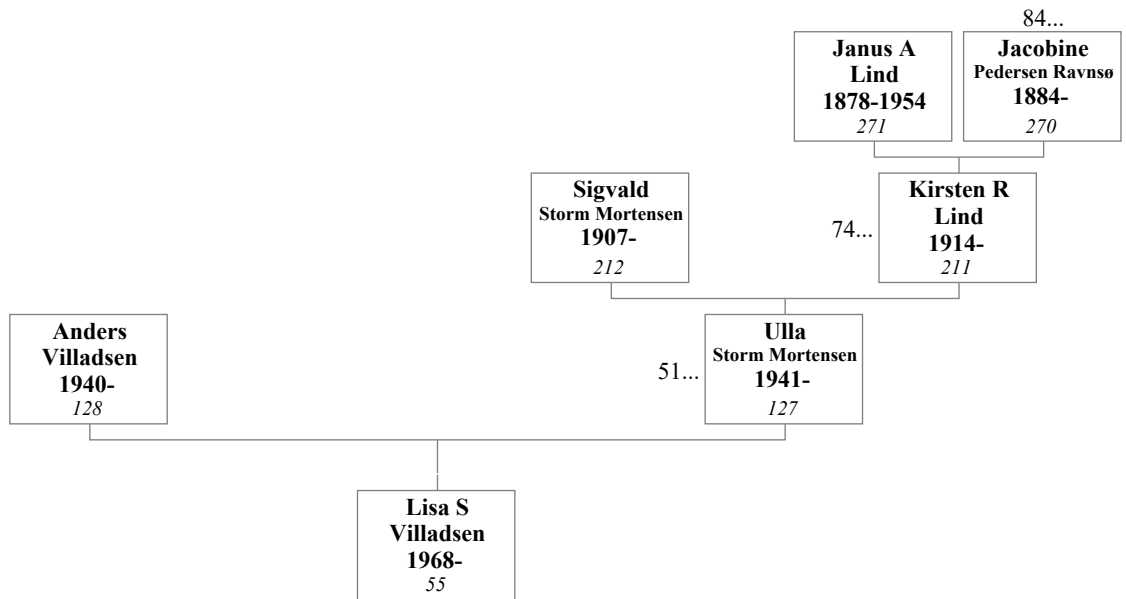 84...
Janus A
Lind
1878-1954
271
Jacobine
Pedersen Ravnsø
1884-
270
Sigvald
Storm Mortensen
1907-
212
74...
Kirsten R
Lind
1914-
211
Anders
Villadsen
1940-
128
51...
Ulla
Storm Mortensen
1941-
127
Lisa S
Villadsen
1968-
55